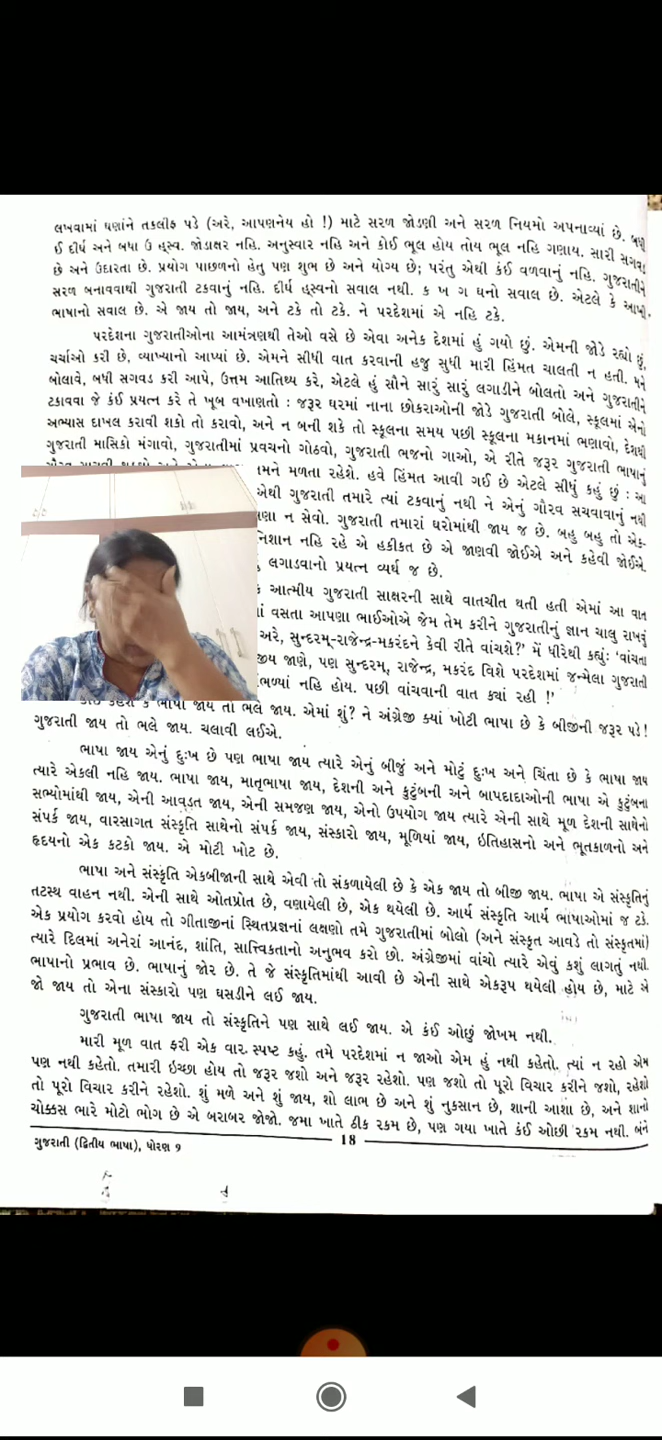 લખવામાં ઘણાંને તકલીફ પડે (અરે, આપણનેય હો !) માટે સરળ જોડણી અને સરળ નિયમો અપનાવ્યાં છે. બધી
ઈ દીર્ઘ અને બધા ઉ હ્રસ્વ. જોડાક્ષર નહિ. અનુસ્વાર નહિ અને કોઈ ભૂલ હોય તોય ભૂલ નહિ ગણાય. સારી સગવડ
છે અને ઉદારતા છે. પ્રયોગ પાછળનો હેતુ પણ શુભ છે અને યોગ્ય છે; પરંતુ એથી કંઈ વળવાનું નહિ. ગુજરાતીને
સરળ બનાવવાથી ગુજરાતી ટકવાનું નહિ. દીર્ઘ હ્રસ્વનો સવાલ નથી. ક ખ ગ ઘનો સવાલ છે. એટલે કે આખી
ભાષાનો સવાલ છે. એ જાય તો જાય, અને ટકે તો ટકે. ને પરદેશમાં એ નહિ ટકે.
પરદેશના ગુજરાતીઓના આમંત્રણથી તેઓ વસે છે એવા અનેક દેશમાં હું ગયો છું. એમની જોડે રહ્યો છું,
ચર્ચાઓ કરી છે, વ્યાખ્યાનો આપ્યાં છે. એમને સીધી વાત કરવાની હજુ સુધી મારી હિંમત ચાલતી ન હતી. મને
બોલાવે, બધી સગવડ કરી આપે, ઉત્તમ આતિથ્ય કરે, એટલે હું સૌને સારું સારું લગાડીને બોલતો અને ગુજરાતીને
ટકાવવા જે કંઈ પ્રયત્ન કરે તે ખૂબ વખાણતો : જરૂર ઘરમાં નાના છોકરાઓની જોડે ગુજરાતી બોલે, સ્કૂલમાં એનો
અભ્યાસ દાખલ કરાવી શકો તો કરાવો, અને ન બની શકે તો સ્કૂલના સમય પછી સ્કૂલના મકાનમાં ભણાવો, દેશથી
ગુજરાતી માસિકો મંગાવો, ગુજરાતીમાં પ્રવચનો ગોઠવો, ગુજરાતી ભજનો ગાઓ, એ રીતે જરૂર ગુજરાતી ભાષાનું
મળતા રહેશે. હવે હિંમત આવી ગઈ છે એટલે સીધું કહું છું : આ
એથી ગુજરાતી તમારે ત્યાં ટકવાનું નથી ને એનું ગૌરવ સચવાવાનું નથી
ન સેવો. ગુજરાતી તમારાં ઘરોમાંથી જાય જ છે. બહુ બહુ તો એક-
નિશાન નહિ રહે એ હકીકત છે એ જાણવી જોઈએ અને કહેવી જોઈએ.
લગાડવાનો પ્રયત્ન વ્યર્થ જ છે.
આત્મીય ગુજરાતી સાક્ષરની સાથે વાતચીત થતી હતી એમાં આ વાત
વસતા આપણા ભાઈઓએ જેમ તેમ કરીને ગુજરાતીનું જ્ઞાન ચાલુ રાખવું
અરે, સુન્દરમ્-રાજેન્દ્ર-મકરંદને કેવી રીતે વાંચશે?' મેં ધીરેથી કહ્યું: 'વાંચતા
જાણે, પણ સુન્દરમ્, રાજેન્દ્ર, મકરંદ વિશે પરદેશમાં જન્મેલા ગુજરાતી
નહિ હોય. પછી વાંચવાની વાત ક્યાં રહી !'
કોઈ કહેશે કે ભાષા જાય તો ભલે જાય. એમાં શું? ને અંગ્રેજી ક્યાં ખોટી ભાષા છે કે બીજીની જરૂર પડે!
ગુજરાતી જાય તો ભલે જાય. ચલાવી લઈએ.
ભાષા જાય એનું દુઃખ છે પણ ભાષા જાય ત્યારે એનું બીજું અને મોટું દુઃખ અને ચિંતા છે કે ભાષા જાય
ત્યારે એકલી નહિ જાય. ભાષા જાય, માતૃભાષા જાય, દેશની અને કુટુંબની અને બાપદાદાઓની ભાષા એ કુટુંબના
સભ્યોમાંથી જાય, એની આવડત જાય, એની સમજણ જાય, એનો ઉપયોગ જાય ત્યારે એની સાથે મૂળ દેશની સાથેનો
સંપર્ક જાય, વારસાગત સંસ્કૃતિ સાથેનો સંપર્ક જાય, સંસ્કારો જાય, મૂળિયાં જાય, ઇતિહાસનો અને ભૂતકાળનો અને
હૃદયનો એક કટકો જાય. એ મોટી ખોટ છે.
ભાષા અને સંસ્કૃતિ એકબીજાની સાથે એવી તો સંકળાયેલી છે કે એક જાય તો બીજી જાય. ભાષા એ સંસ્કૃતિનું
તટસ્થ વાહન નથી. એની સાથે ઓતપ્રોત છે, વણાયેલી છે, એક થયેલી છે. આર્ય સંસ્કૃતિ આર્ય ભાષાઓમાં જ ટકે.
એક પ્રયોગ કરવો હોય તો ગીતાજીનાં સ્થિતપ્રજ્ઞનાં લક્ષણો તમે ગુજરાતીમાં બોલો (અને સંસ્કૃત આવડે તો સંસ્કૃતમાં)
ત્યારે દિલમાં અનેરાં આનંદ, શાંતિ, સાત્ત્વિકતાનો અનુભવ કરો છો. અંગ્રેજીમાં વાંચો ત્યારે એવું કશું લાગતું નથી.
ભાષાનો પ્રભાવ છે. ભાષાનું જોર છે. તે જે સંસ્કૃતિમાંથી આવી છે એની સાથે એકરૂપ થયેલી હોય છે, માટે એ
જો જાય તો એના સંસ્કારો પણ ઘસડીને લઈ જાય.
ગુજરાતી ભાષા જાય તો સંસ્કૃતિને પણ સાથે લઈ જાય. એ કંઈ ઓછું જોખમ નથી.
મારી મૂળ વાત ફરી એક વાર સ્પષ્ટ કહું. તમે પરદેશમાં ન જાઓ એમ હું નથી કહેતો. ત્યાં ન રહો એમ
પણ નથી કહેતો. તમારી ઇચ્છા હોય તો જરૂર જશો અને જરૂર રહેશો. પણ જશો તો પૂરો વિચાર કરીને જશો, રહેશો
તો પૂરો વિચાર કરીને રહેશો. શું મળે અને શું જાય, શો લાભ છે અને શું નુકસાન છે, શાની આશા છે, અને શાનો
ચોક્કસ ભારે મોટો ભોગ છે એ બરાબર જોજો. જમા ખાતે ઠીક રકમ છે, પણ ગયા ખાતે કંઈ ઓછી રકમ નથી. બંને
18
ગુજરાતી (દ્વિતીય ભાષા), ધોરણ ૧